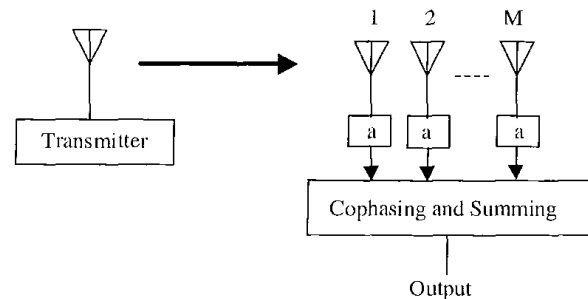 1 2 M
Transmitter
a a a
Cophasing and Summing
Output